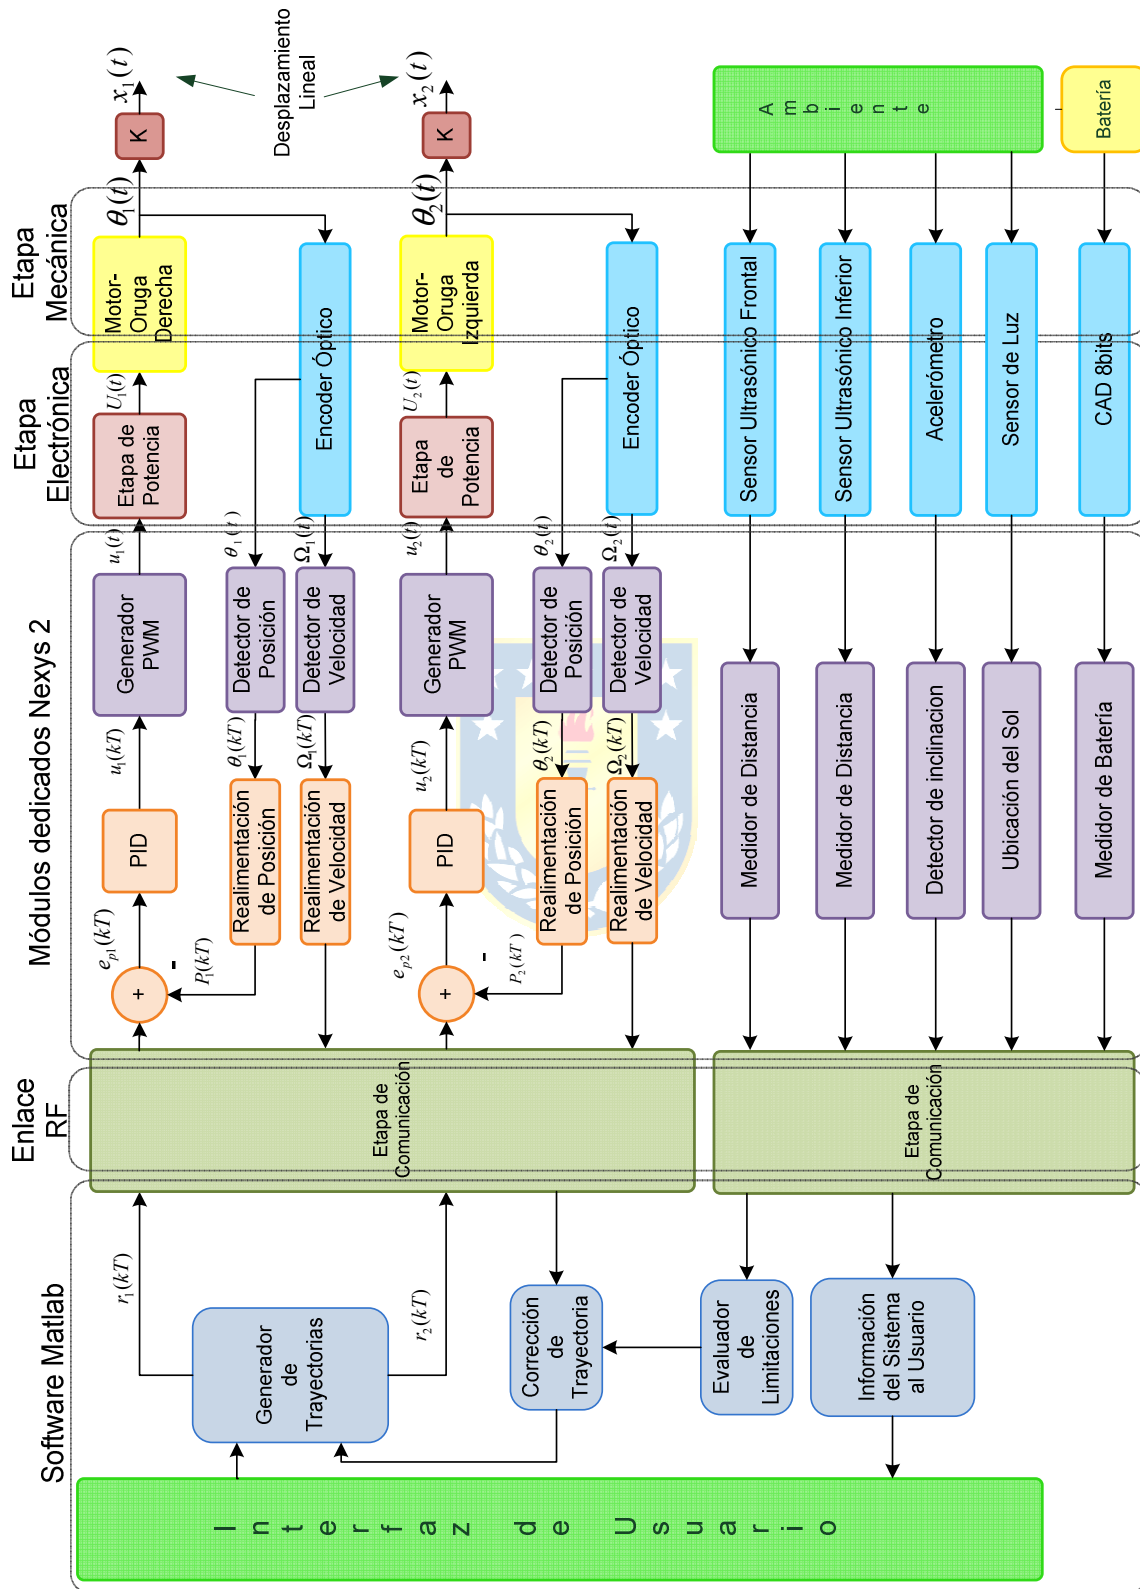 Software Matlab
Enlace
RF
Módulos dedicados Nexys 2
Etapa
Electrónica
Etapa
Mecánica
Interfaz de Usuario
Generador
de
Trayectorias
r₁(kT)
r₂(kT)
Corrección
de
Trayectoria
Evaluador
de
Limitaciones
Información
del Sistema
al Usuario
Etapa de
Comunicación
Etapa de
Comunicación
+
-
e_p1(kT)
P₁(kT)
PID
u₁(kT)
Generador
PWM
u₁(t)
Etapa de
Potencia
U₁(t)
Motor-
Oruga
Derecha
θ₁(t)
K
x₁(t)
Realimentación
de Posición
θ₁(kT)
Detector de
Posición
θ₁(t)
Realimentación
de Velocidad
Ω₁(kT)
Detector de
Velocidad
Ω₁(t)
Encoder Óptico
Desplazamiento
Lineal
+
-
e_p2(kT)
P₂(kT)
PID
u₂(kT)
Generador
PWM
u₂(t)
Etapa
de
Potencia
U₂(t)
Motor-
Oruga
Izquierda
θ₂(t)
K
x₂(t)
Realimentación
de Posición
θ₂(kT)
Detector de
Posición
θ₂(t)
Realimentación
de Velocidad
Ω₂(kT)
Detector de
Velocidad
Ω₂(t)
Encoder Óptico
Medidor de Distancia
Sensor Ultrasónico Frontal
Medidor de Distancia
Sensor Ultrasónico Inferior
Detector de inclinacion
Acelerómetro
Ubicación del Sol
Sensor de Luz
Medidor de Batería
CAD 8bits
Ambiente
Batería